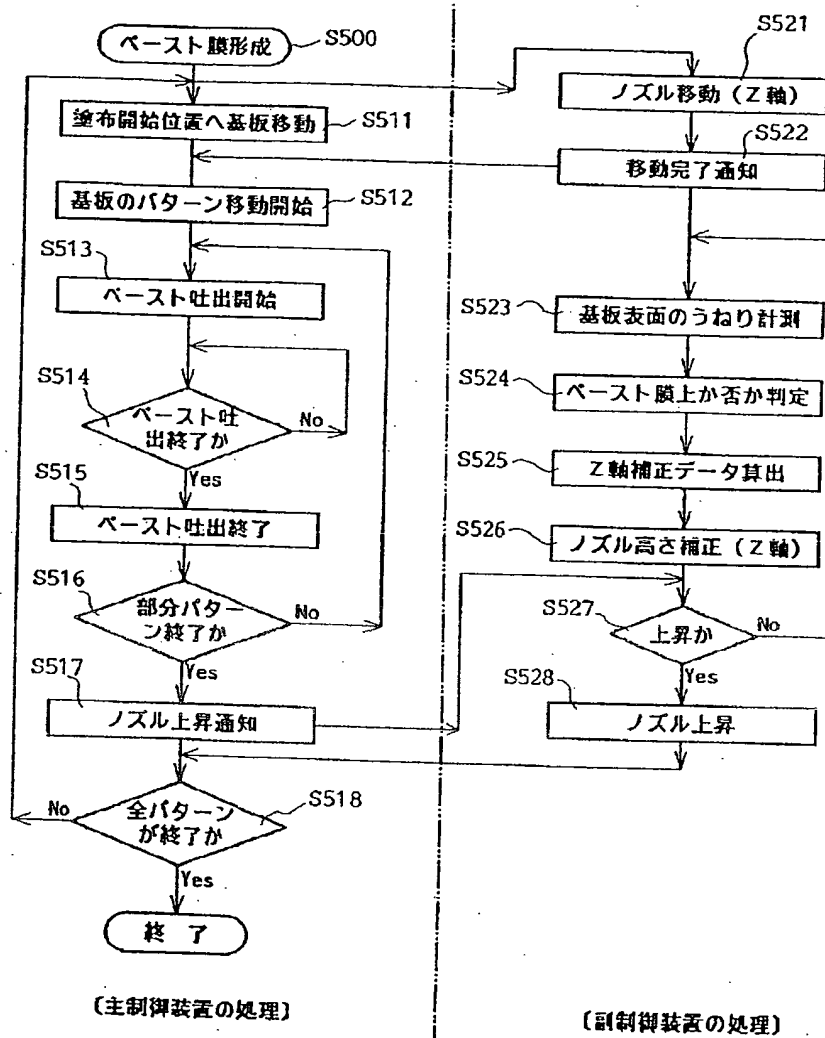 ペースト膜形成
S500
塗布開始位置へ基板移動
S511
基板のパターン移動開始
S512
S513
ペースト吐出開始
S514
ペースト吐
出終了か
No
Yes
S515
ペースト吐出終了
S516
部分パター
ン終了か
No
Yes
S517
ノズル上昇通知
S518
全パターン
が終了か
No
Yes
終 了
〔主制御装置の処理〕
S521
ノズル移動（Z軸）
S522
移動完了通知
S523
基板表面のうねり計測
S524
ペースト膜上か否か判定
S525
Z軸補正データ算出
S526
ノズル高さ補正（Z軸）
S527
上昇か
No
Yes
S528
ノズル上昇
〔副制御装置の処理〕